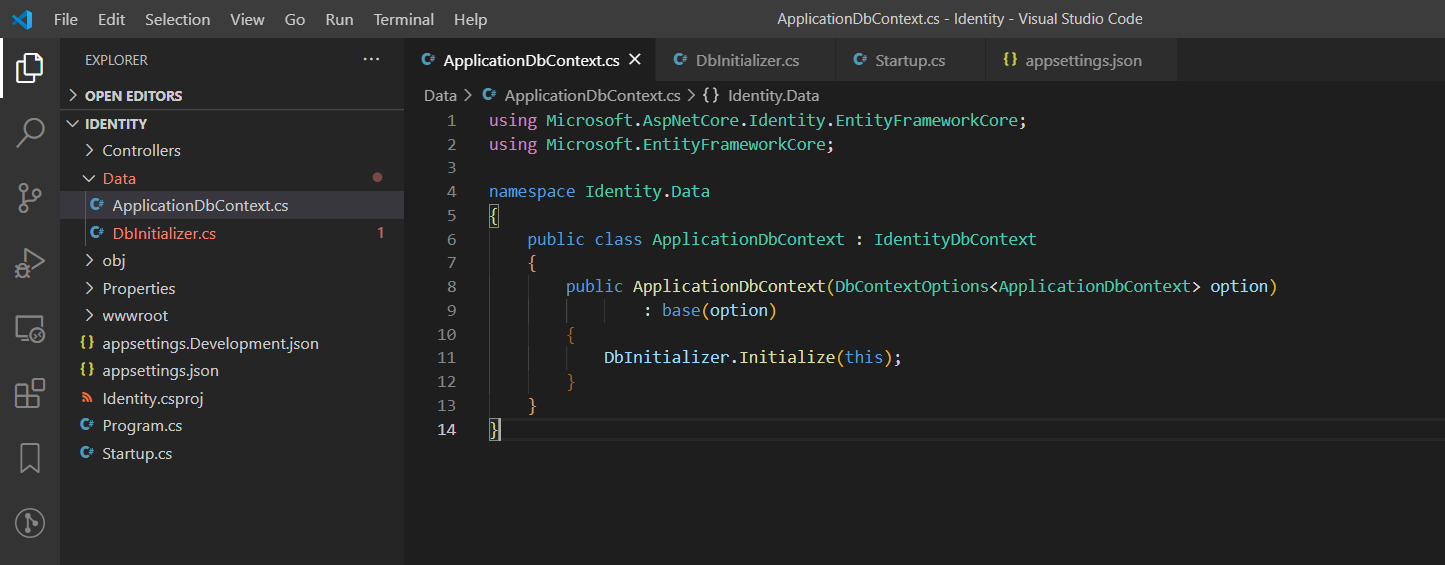 File Edit Selection View Go Run Terminal Help ApplicationDbContext.cs - Identity - Visual Studio Code
EXPLORER ...
OPEN EDITORS
IDENTITY
Controllers
Data
ApplicationDbContext.cs
DbInitializer.cs 1
obj
Properties
wwwroot
{} appsettings.Development.json
{} appsettings.json
Identity.csproj
C# Program.cs
C# Startup.cs
C# ApplicationDbContext.cs × C# DbInitializer.cs C# Startup.cs {} appsettings.json
Data > C# ApplicationDbContext.cs > {} Identity.Data
1 using Microsoft.AspNetCore.Identity.EntityFrameworkCore;
2 using Microsoft.EntityFrameworkCore;
3
4 namespace Identity.Data
5 {
6 public class ApplicationDbContext : IdentityDbContext
7 {
8 public ApplicationDbContext(DbContextOptions<ApplicationDbContext> option)
9 : base(option)
10 {
11 DbInitializer.Initialize(this);
12 }
13 }
14 }